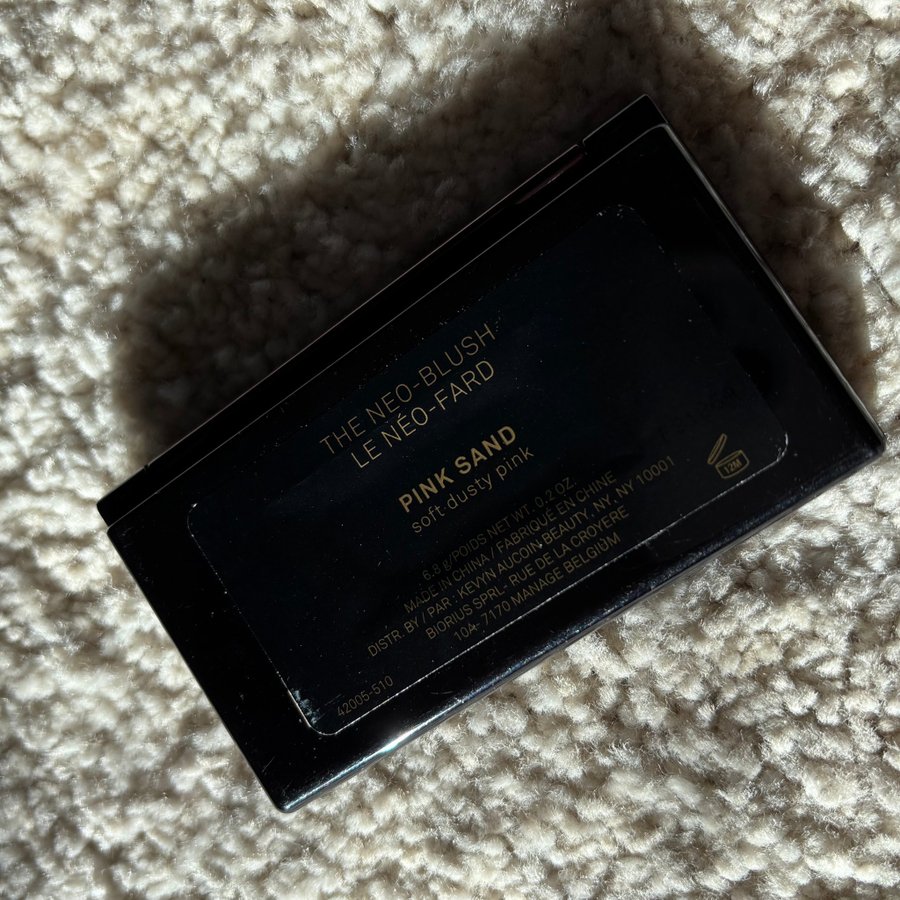 THE NEO-BLUSH
LE NÉO-FARD
PINK SAND
soft dusty pink
6.8 g/POIDS NET WT. 0.2 OZ.
MADE IN CHINA / FABRIQUÉ EN CHINE
DISTR. BY / PAR : KEVYN AUCOIN BEAUTY, NY, NY 10001
BIORIUS SPRL. RUE DE LA CROYERE
104- 7170 MANAGE BELGIUM
42005-510
12M